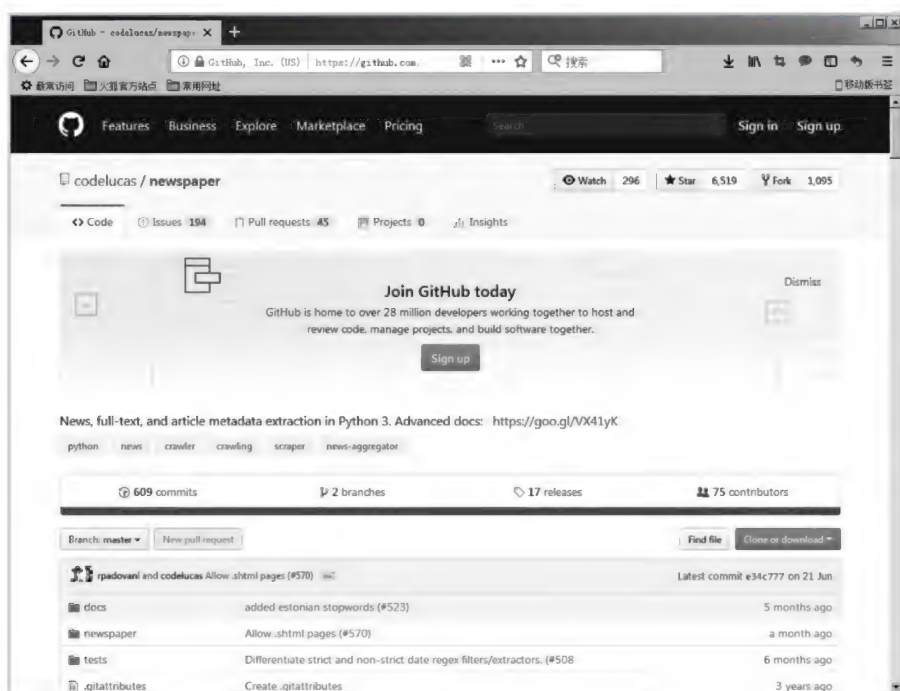 GitHub - codelucas/newspape
GitHub, Inc. (US) https://github.com
搜索
最常访问 火狐官方站点 常用网址 移动版书签
Features Business Explore Marketplace Pricing Search Sign in Sign up
codelucas / newspaper Watch 296 Star 6,519 Fork 1,095
Code Issues 194 Pull requests 45 Projects 0 Insights
Join GitHub today Dismiss
GitHub is home to over 28 million developers working together to host and
review code, manage projects, and build software together.
Sign up
News, full-text, and article metadata extraction in Python 3. Advanced docs: https://goo.gl/VX41yK
python news crawler crawling scraper news-aggregator
609 commits 2 branches 17 releases 75 contributors
Branch: master New pull request Find file Clone or download
rpadovani and codelucas Allow .shtml pages (#570) ... Latest commit e34c777 on 21 Jun
docs added estonian stopwords (#523) 5 months ago
newspaper Allow .shtml pages (#570) a month ago
tests Differentiate strict and non-strict date regex filters/extractors. (#508 6 months ago
.gitattributes Create .gitattributes 3 years ago